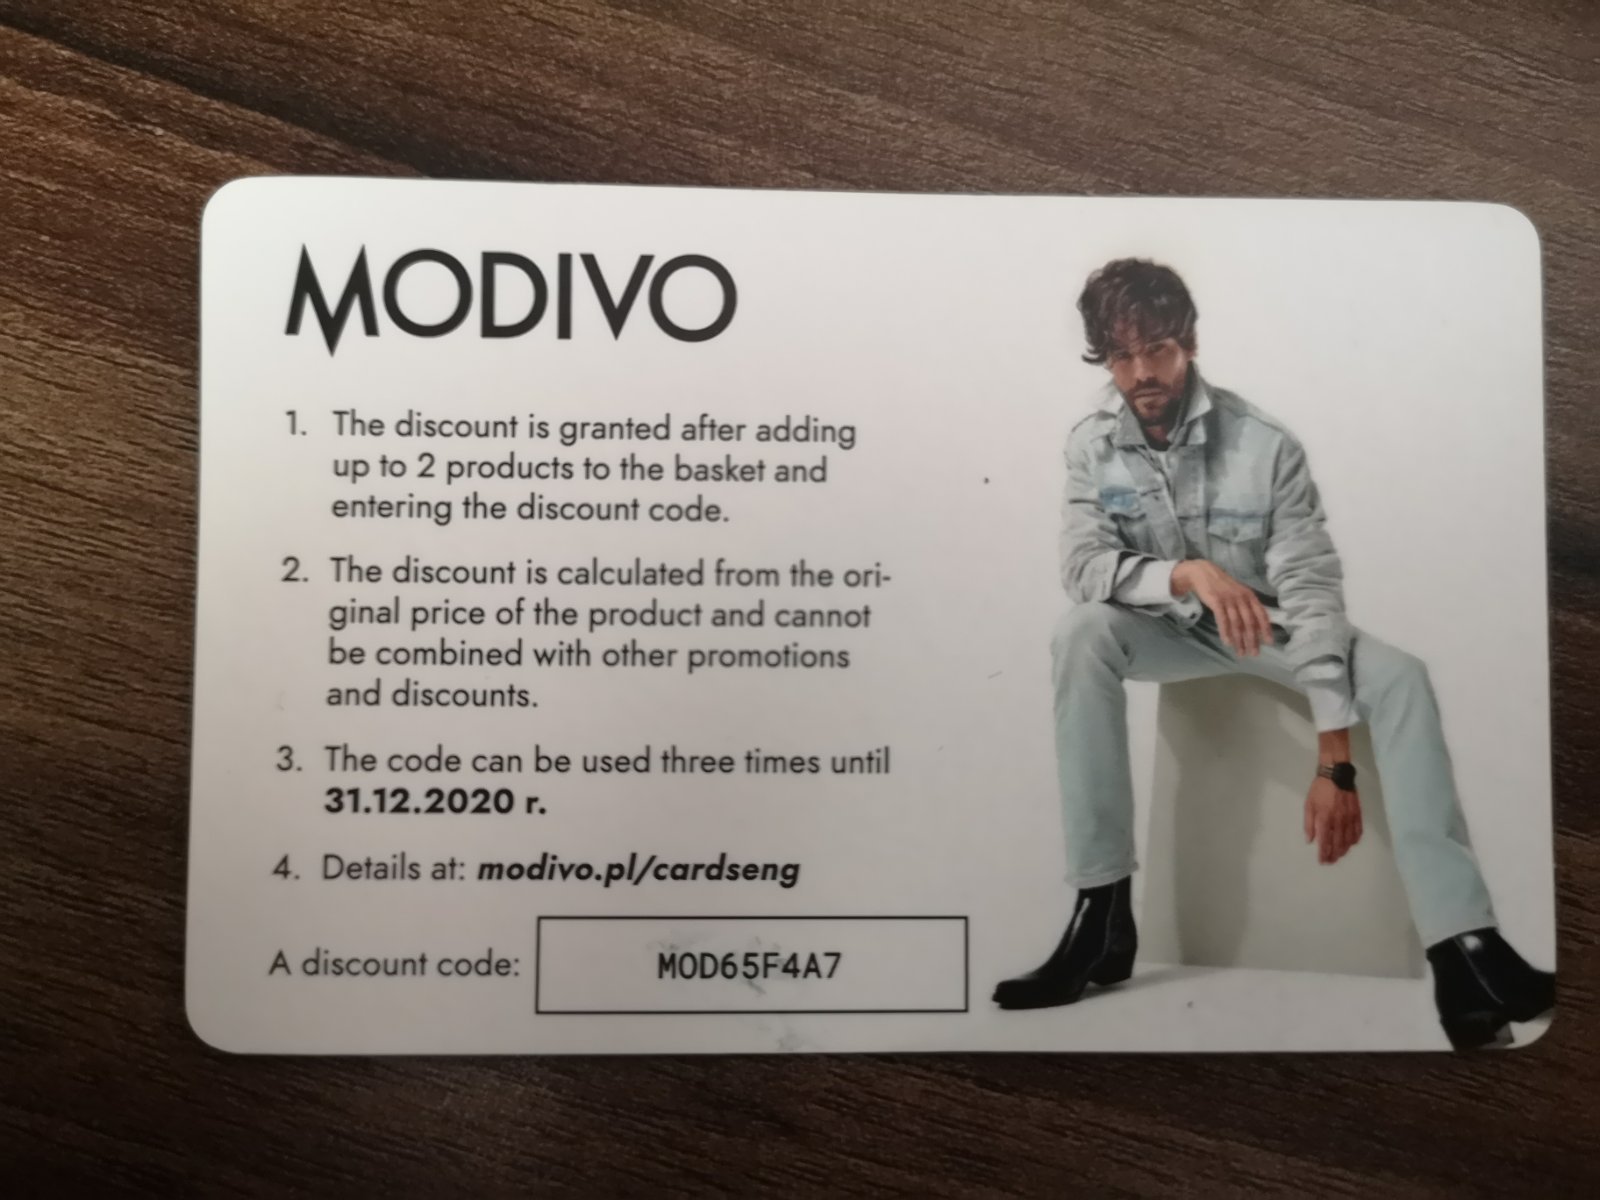 MODIVO
1. The discount is granted after adding
up to 2 products to the basket and
entering the discount code.
2. The discount is calculated from the ori-
ginal price of the product and cannot
be combined with other promotions
and discounts.
3. The code can be used three times until
31.12.2020 r.
4. Details at: modivo.pl/cardseng
A discount code: MOD65F4A7